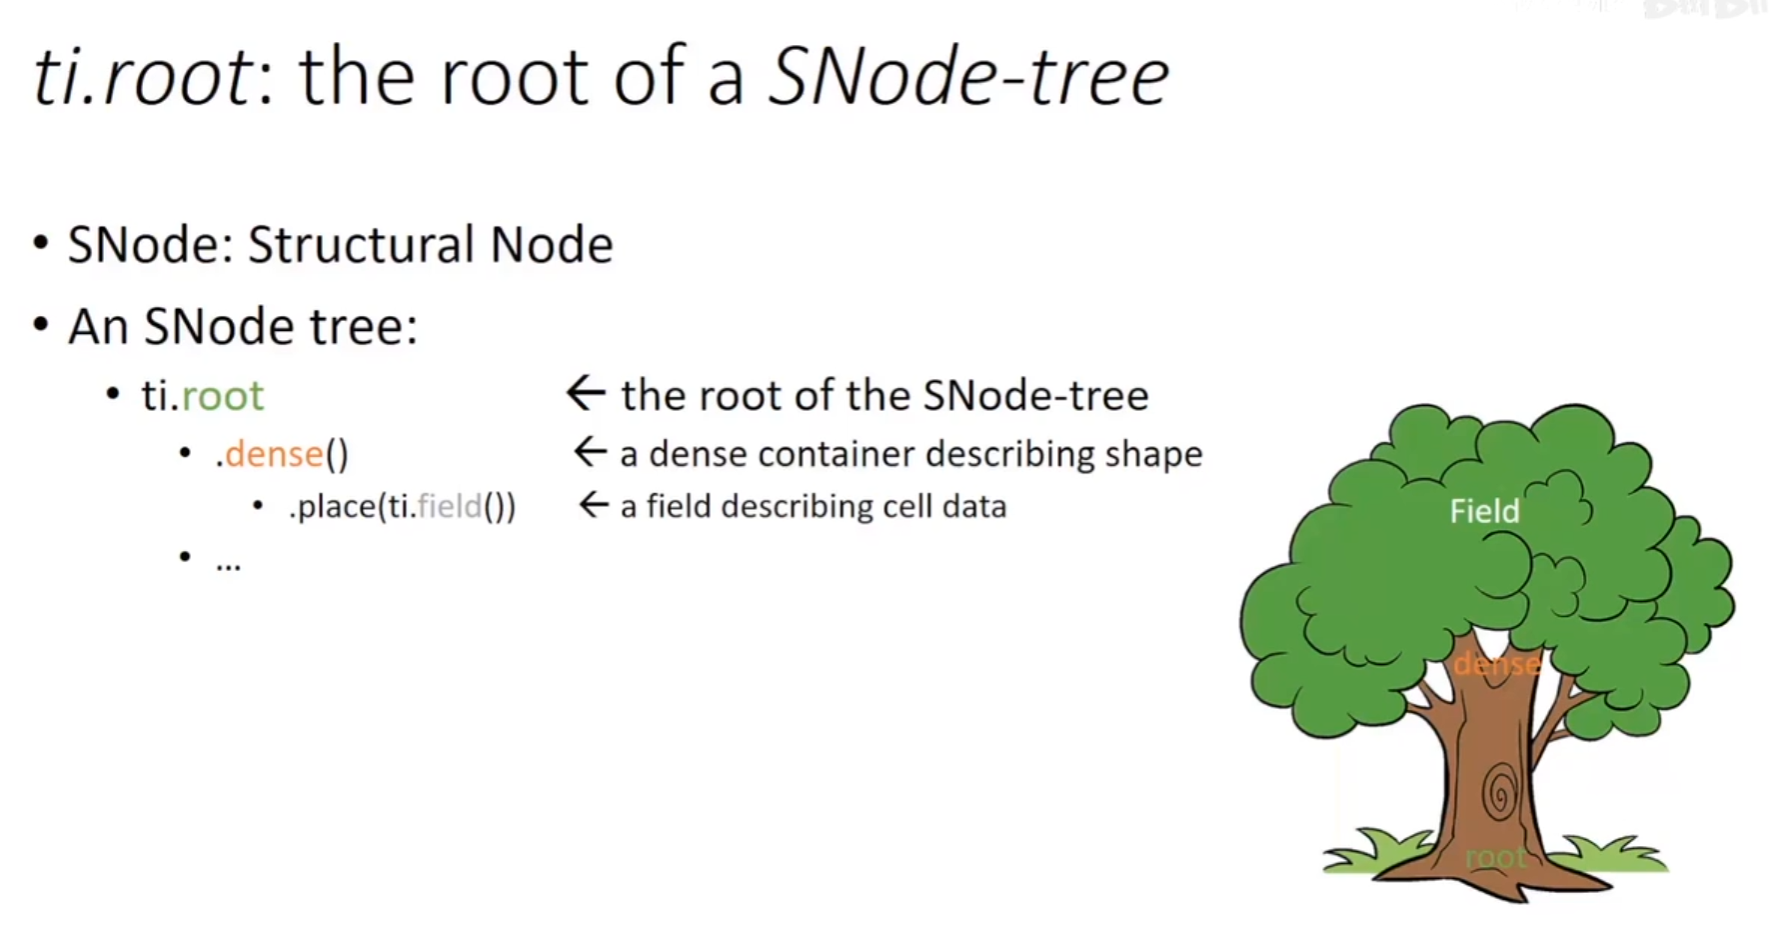 ti.root: the root of a SNode-tree
• SNode: Structural Node
• An SNode tree:
• ti.root ← the root of the SNode-tree
• .dense() ← a dense container describing shape
• .place(ti.field()) ← a field describing cell data
• ...
Field
dense
root